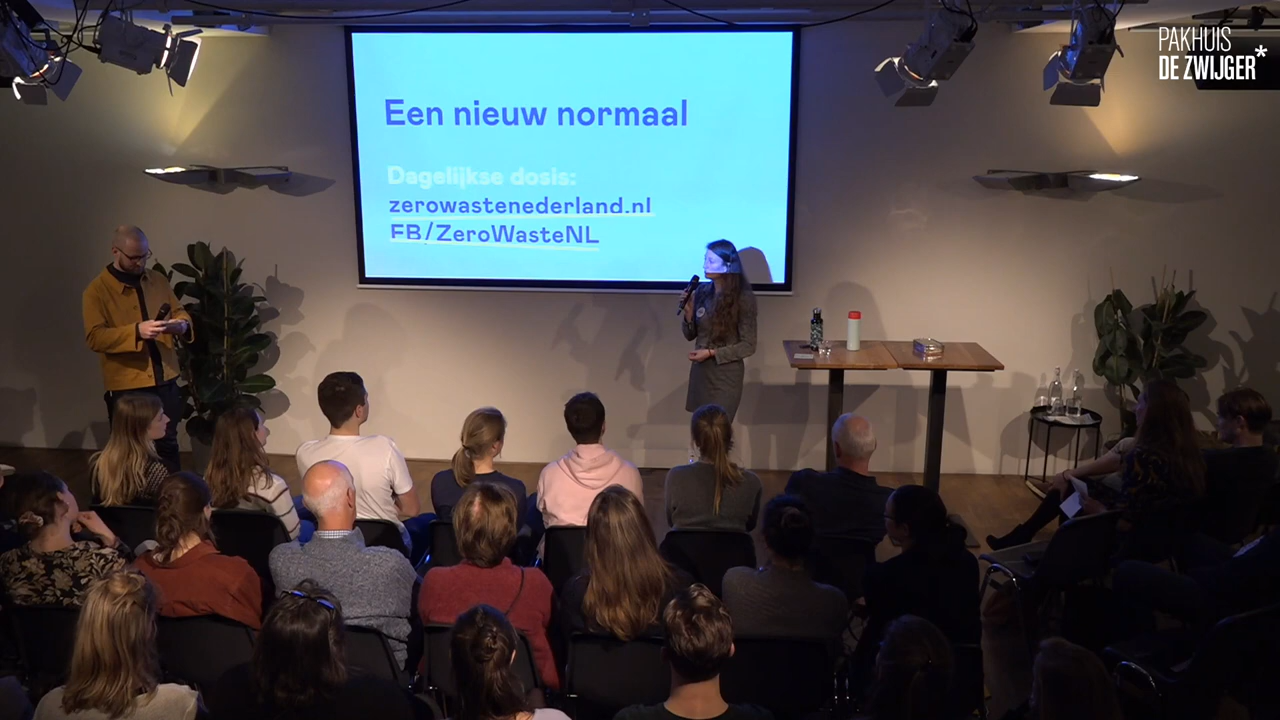 PAKHUIS
DE ZWIJGER*
Een nieuw normaal
Dagelijkse dosis:
zerowastenederland.nl
FB/ZeroWasteNL